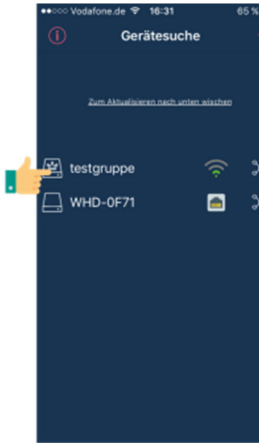 Vodafone.de 16:31 65 %
Gerätesuche
Zum Aktualisieren nach unten wischen
testgruppe
WHD-0F71